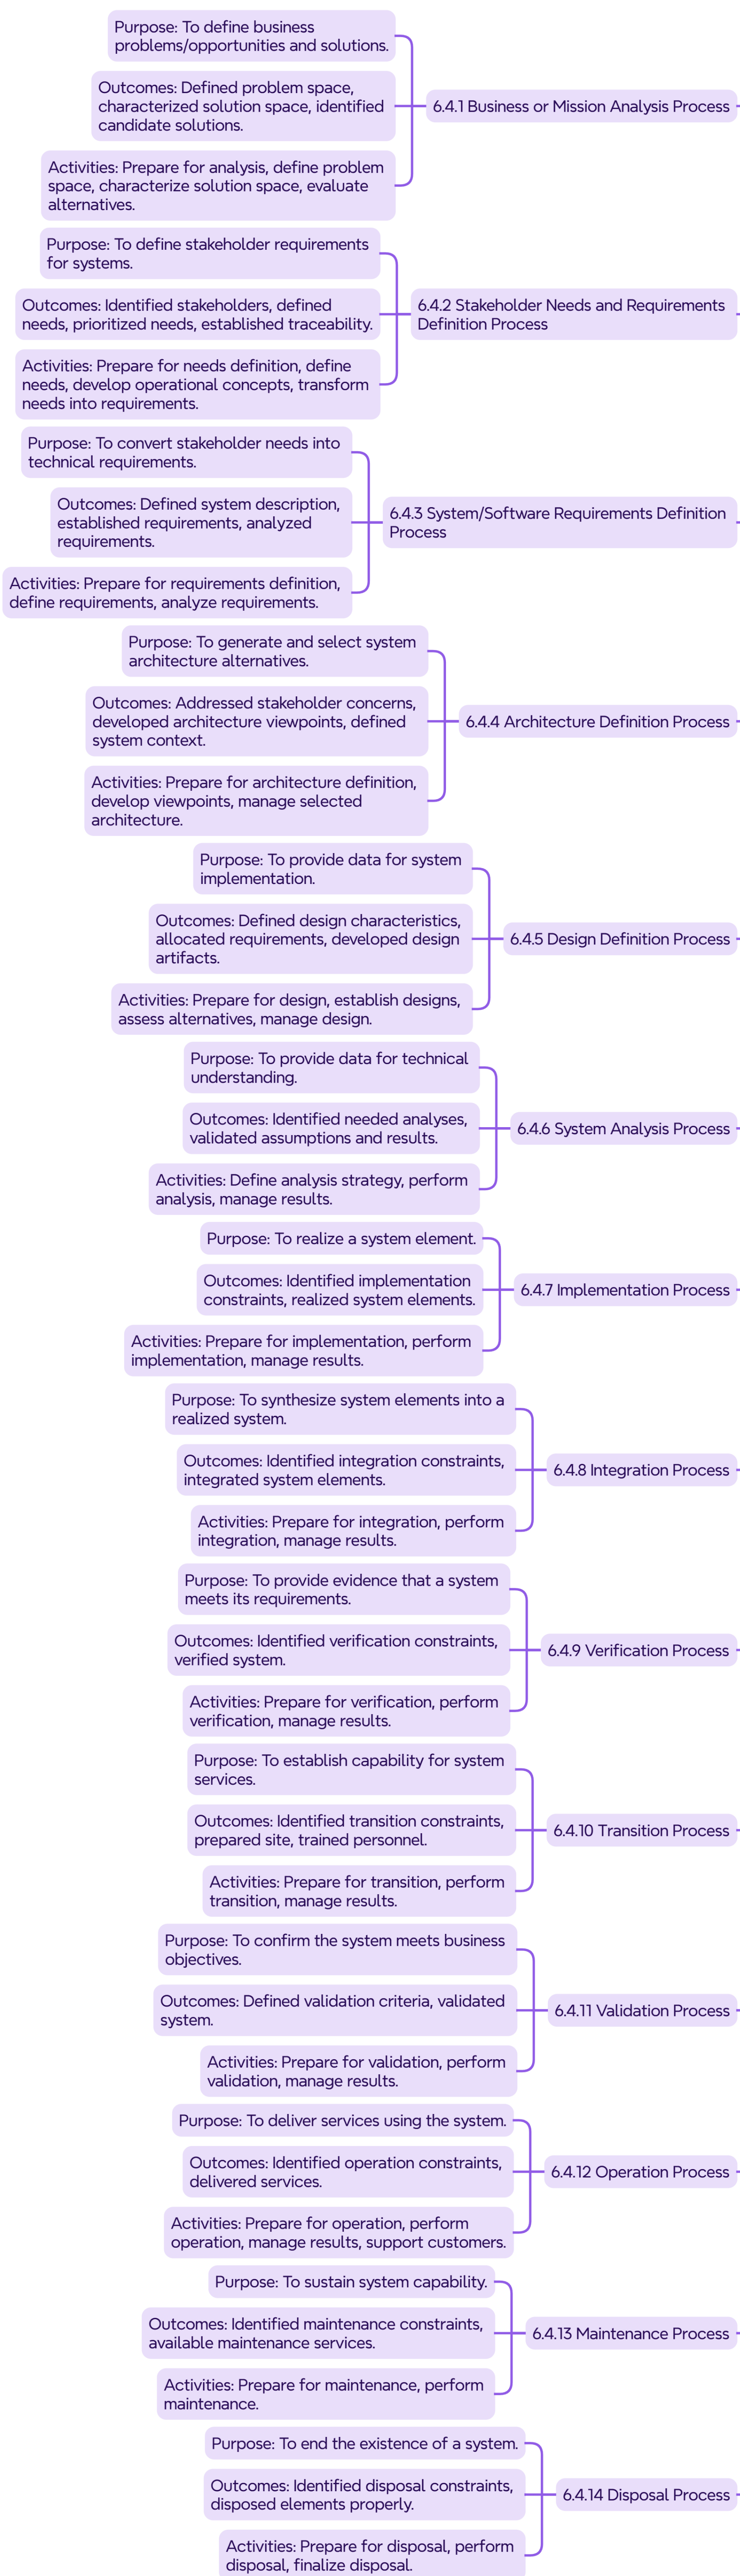 Purpose: To define business
problems/opportunities and solutions.
Outcomes: Defined problem space,
characterized solution space, identified
candidate solutions.
6.4.1 Business or Mission Analysis Process
Activities: Prepare for analysis, define problem
space, characterize solution space, evaluate
alternatives.
Purpose: To define stakeholder requirements
for systems.
Outcomes: Identified stakeholders, defined
needs, prioritized needs, established traceability.
6.4.2 Stakeholder Needs and Requirements
Definition Process
Activities: Prepare for needs definition, define
needs, develop operational concepts, transform
needs into requirements.
Purpose: To convert stakeholder needs into
technical requirements.
Outcomes: Defined system description,
established requirements, analyzed
requirements.
6.4.3 System/Software Requirements Definition
Process
Activities: Prepare for requirements definition,
define requirements, analyze requirements.
Purpose: To generate and select system
architecture alternatives.
Outcomes: Addressed stakeholder concerns,
developed architecture viewpoints, defined
system context.
6.4.4 Architecture Definition Process
Activities: Prepare for architecture definition,
develop viewpoints, manage selected
architecture.
Purpose: To provide data for system
implementation.
Outcomes: Defined design characteristics,
allocated requirements, developed design
artifacts.
6.4.5 Design Definition Process
Activities: Prepare for design, establish designs,
assess alternatives, manage design.
Purpose: To provide data for technical
understanding.
Outcomes: Identified needed analyses,
validated assumptions and results.
6.4.6 System Analysis Process
Activities: Define analysis strategy, perform
analysis, manage results.
Purpose: To realize a system element.
Outcomes: Identified implementation
constraints, realized system elements.
6.4.7 Implementation Process
Activities: Prepare for implementation, perform
implementation, manage results.
Purpose: To synthesize system elements into a
realized system.
Outcomes: Identified integration constraints,
integrated system elements.
6.4.8 Integration Process
Activities: Prepare for integration, perform
integration, manage results.
Purpose: To provide evidence that a system
meets its requirements.
Outcomes: Identified verification constraints,
verified system.
6.4.9 Verification Process
Activities: Prepare for verification, perform
verification, manage results.
Purpose: To establish capability for system
services.
Outcomes: Identified transition constraints,
prepared site, trained personnel.
6.4.10 Transition Process
Activities: Prepare for transition, perform
transition, manage results.
Purpose: To confirm the system meets business
objectives.
Outcomes: Defined validation criteria, validated
system.
6.4.11 Validation Process
Activities: Prepare for validation, perform
validation, manage results.
Purpose: To deliver services using the system.
Outcomes: Identified operation constraints,
delivered services.
6.4.12 Operation Process
Activities: Prepare for operation, perform
operation, manage results, support customers.
Purpose: To sustain system capability.
Outcomes: Identified maintenance constraints,
available maintenance services.
6.4.13 Maintenance Process
Activities: Prepare for maintenance, perform
maintenance.
Purpose: To end the existence of a system.
Outcomes: Identified disposal constraints,
disposed elements properly.
6.4.14 Disposal Process
Activities: Prepare for disposal, perform
disposal, finalize disposal.